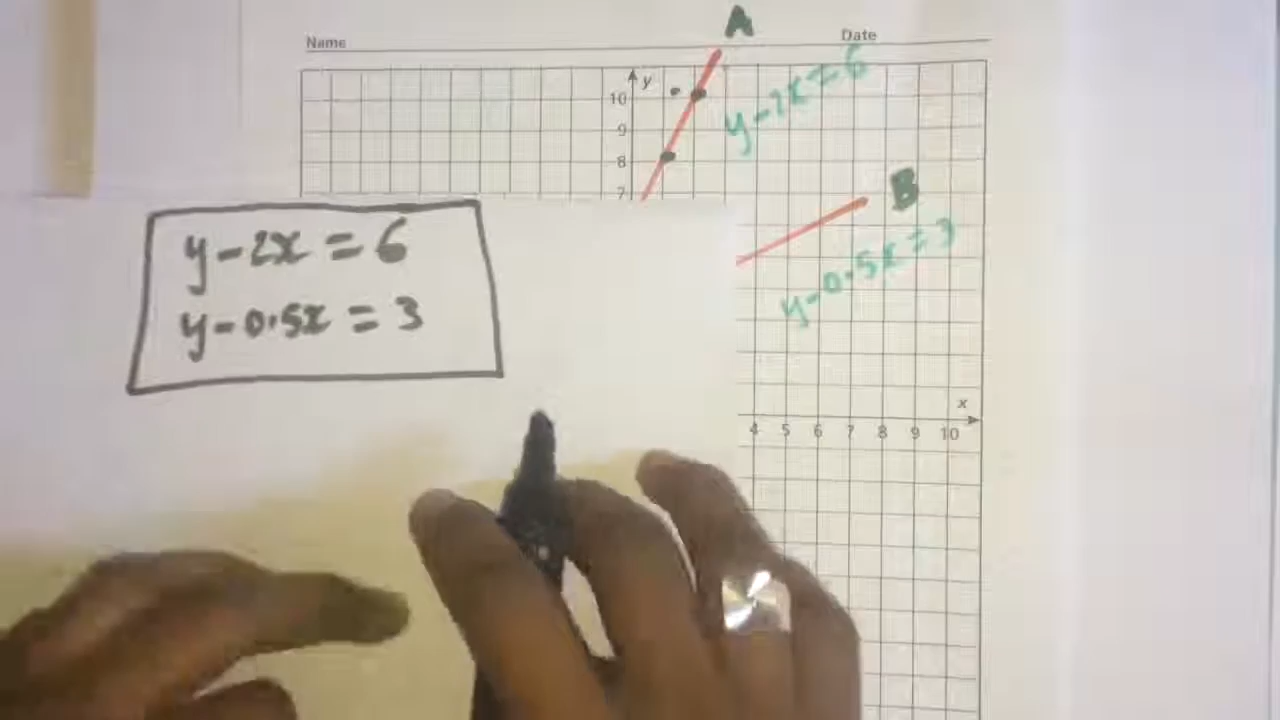 Name
Date
A
y
10
9
8
7
y-2x=6
B
y-0.5x=3
y-2x=6
y-0.5x=3
x
4 5 6 7 8 9 10